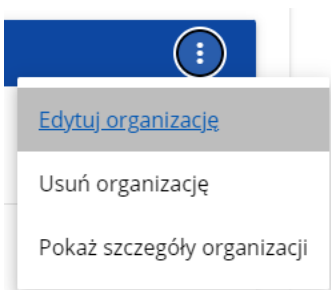 Edytuj organizację
Usuń organizację
Pokaż szczegóły organizacji